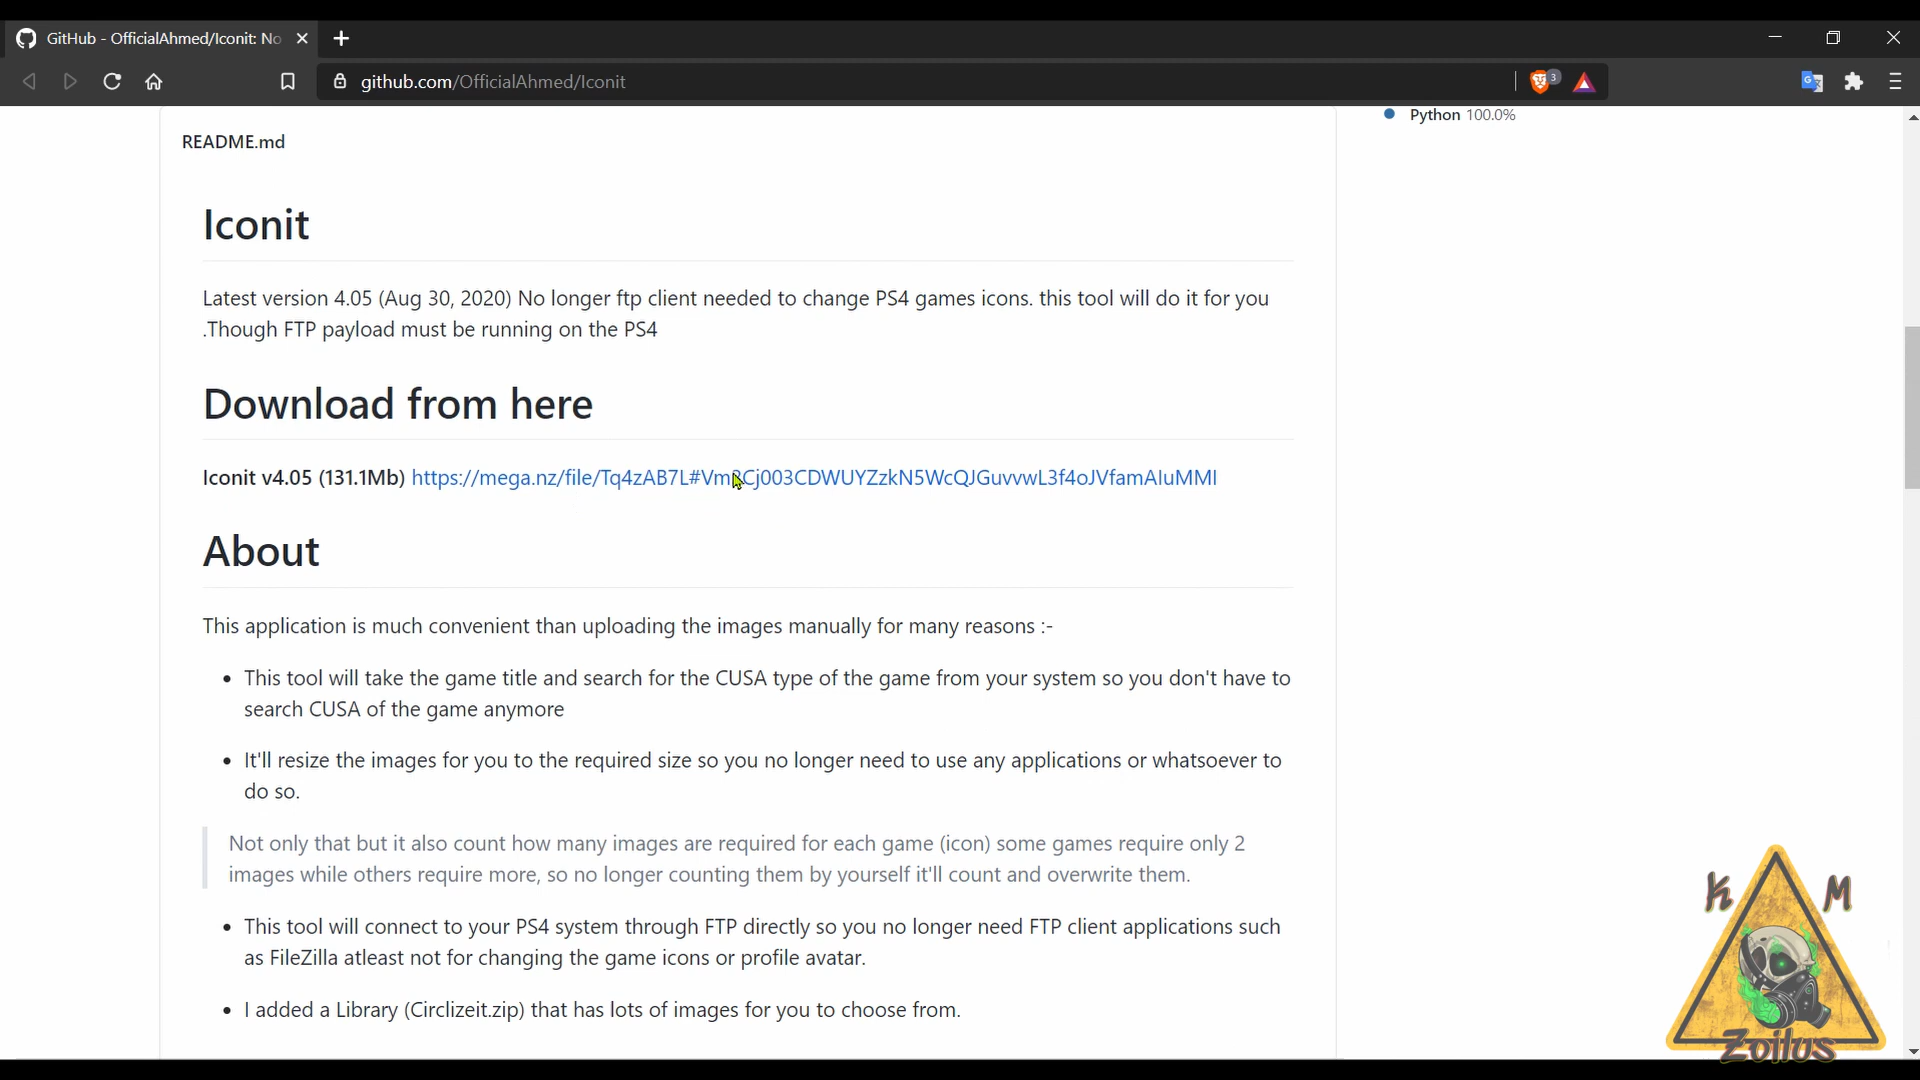 GitHub - OfficialAhmed/Iconit: No
github.com/OfficialAhmed/Iconit
3
Python 100.0%
README.md
Iconit
Latest version 4.05 (Aug 30, 2020) No longer ftp client needed to change PS4 games icons. this tool will do it for you
.Though FTP payload must be running on the PS4
Download from here
Iconit v4.05 (131.1Mb)
About
This application is much convenient than uploading the images manually for many reasons :-
• This tool will take the game title and search for the CUSA type of the game from your system so you don't have to
search CUSA of the game anymore
• It'll resize the images for you to the required size so you no longer need to use any applications or whatsoever to
do so.
Not only that but it also count how many images are required for each game (icon) some games require only 2
images while others require more, so no longer counting them by yourself it'll count and overwrite them.
• This tool will connect to your PS4 system through FTP directly so you no longer need FTP client applications such
as FileZilla atleast not for changing the game icons or profile avatar.
• I added a Library (Circlizeit.zip) that has lots of images for you to choose from.
K M
Zoilus